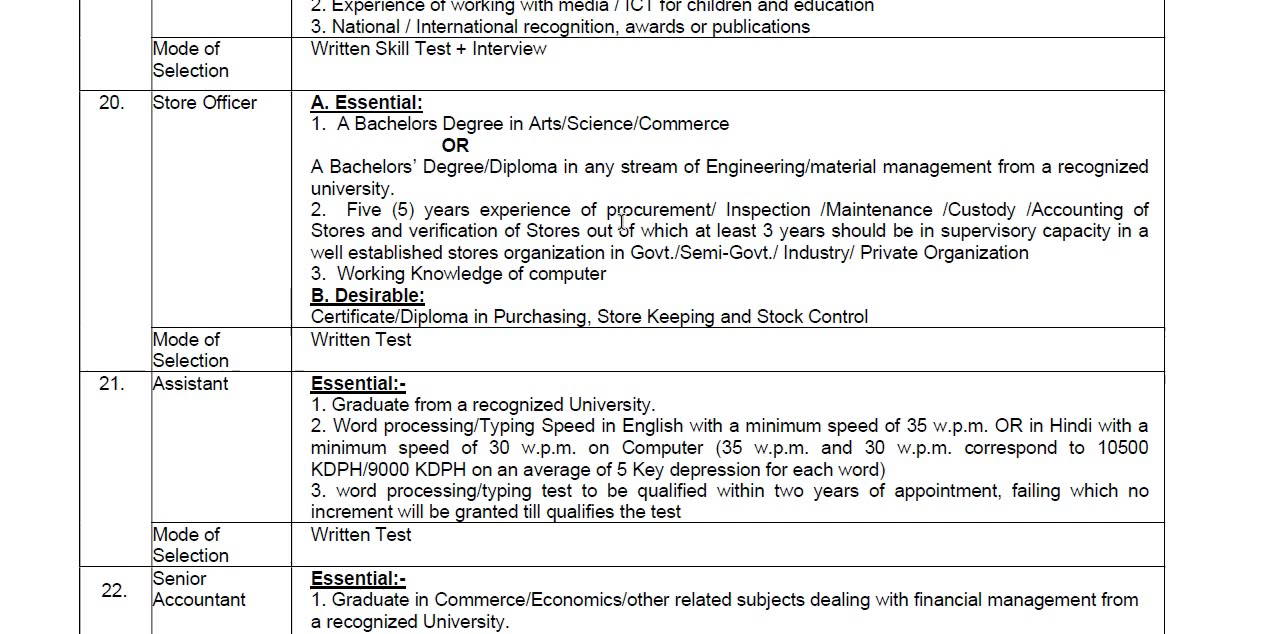 2. Experience of working with media / ICT for children and education
3. National / International recognition, awards or publications
Mode of
Selection
Written Skill Test + Interview
20.
Store Officer
A. Essential:
1. A Bachelors Degree in Arts/Science/Commerce
OR
A Bachelors’ Degree/Diploma in any stream of Engineering/material management from a recognized
university.
2. Five (5) years experience of procurement/ Inspection /Maintenance /Custody /Accounting of
Stores and verification of Stores out of which at least 3 years should be in supervisory capacity in a
well established stores organization in Govt./Semi-Govt./ Industry/ Private Organization
3. Working Knowledge of computer
B. Desirable:
Certificate/Diploma in Purchasing, Store Keeping and Stock Control
Mode of
Selection
Written Test
21.
Assistant
Essential:-
1. Graduate from a recognized University.
2. Word processing/Typing Speed in English with a minimum speed of 35 w.p.m. OR in Hindi with a
minimum speed of 30 w.p.m. on Computer (35 w.p.m. and 30 w.p.m. correspond to 10500
KDPH/9000 KDPH on an average of 5 Key depression for each word)
3. word processing/typing test to be qualified within two years of appointment, failing which no
increment will be granted till qualifies the test
Mode of
Selection
Written Test
22.
Senior
Accountant
Essential:-
1. Graduate in Commerce/Economics/other related subjects dealing with financial management from
a recognized University.